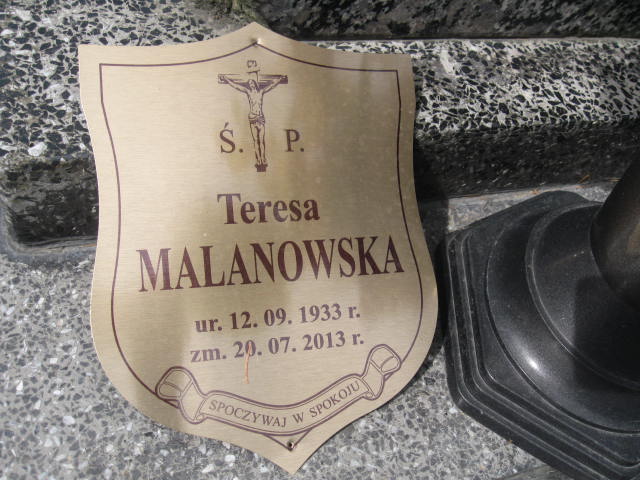 Ś. P.
Teresa
MALANOWSKA
ur. 12. 09. 1933 r.
zm. 20. 07. 2013 r.
SPOCZYWAJ W SPOKOJU